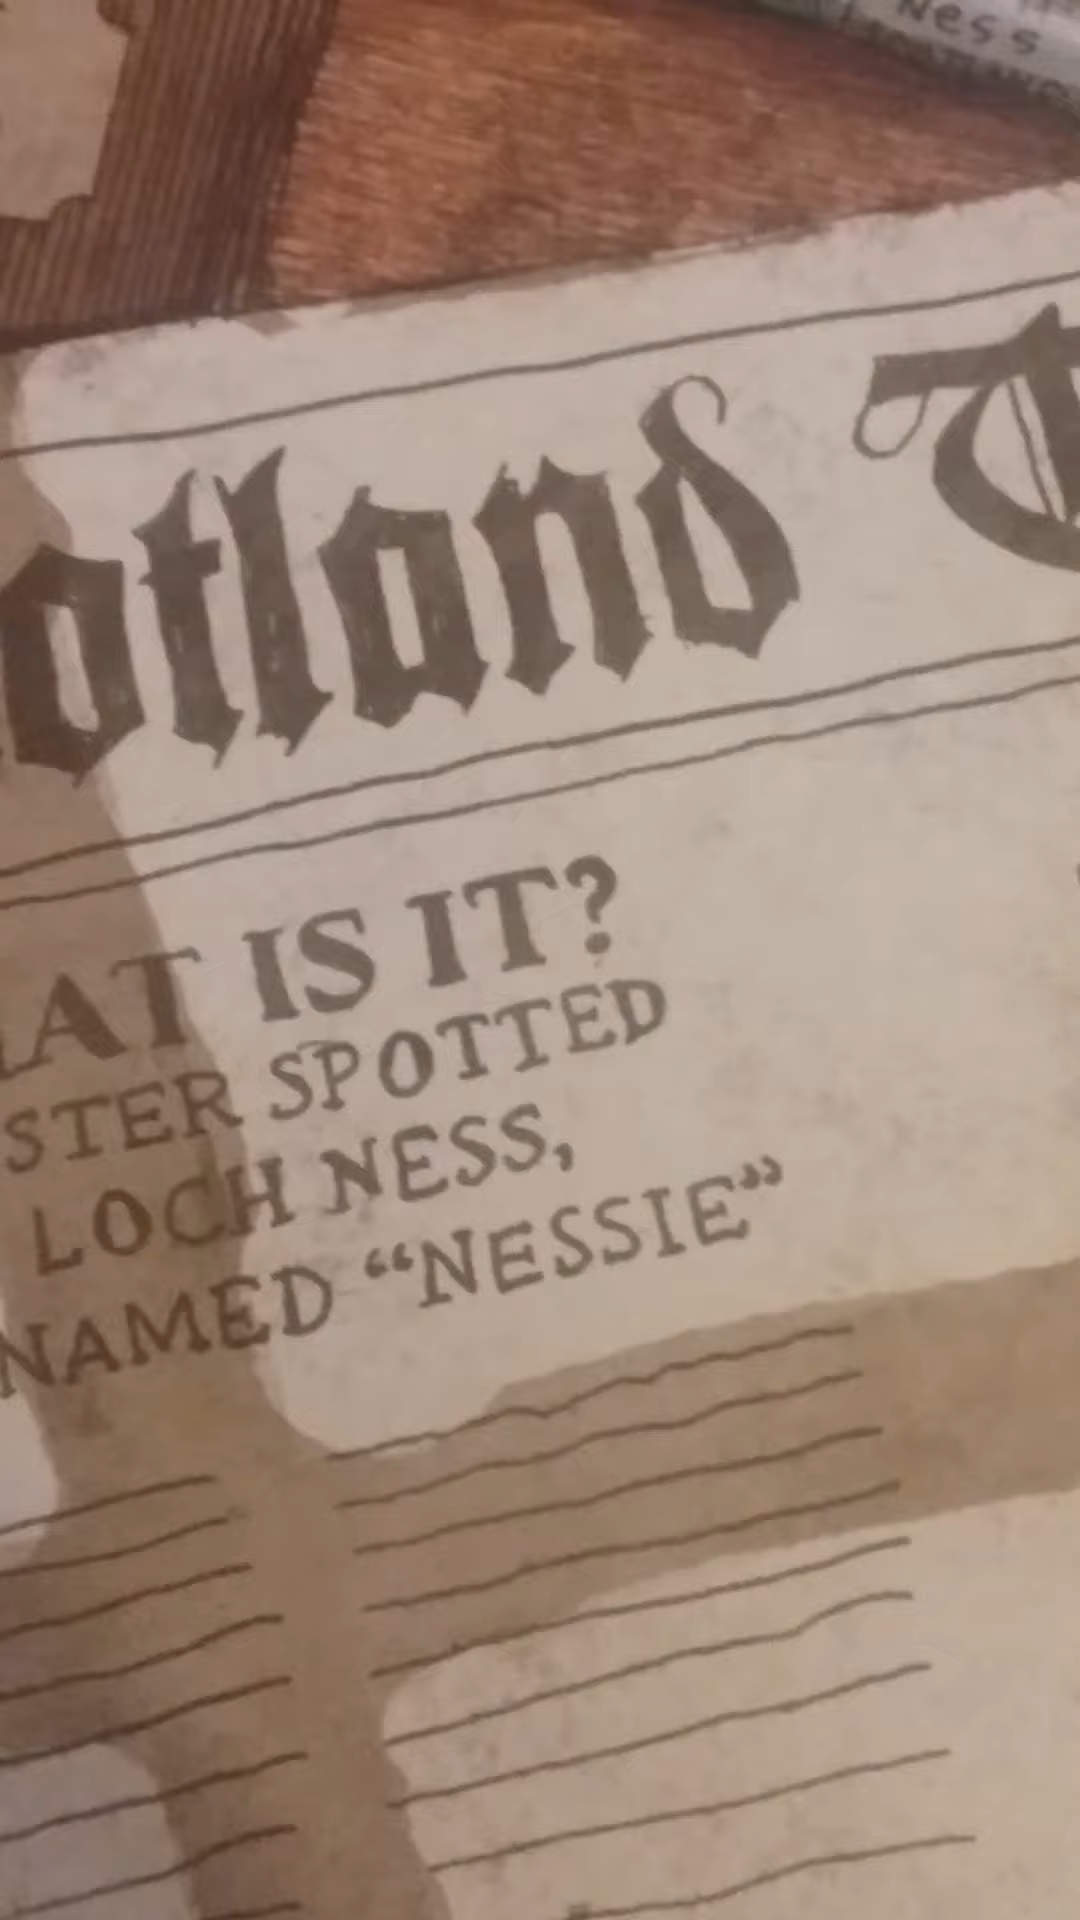 Ness
otland T
AT IS IT?
STER SPOTTED
LOCH NESS,
NAMED “NESSIE”